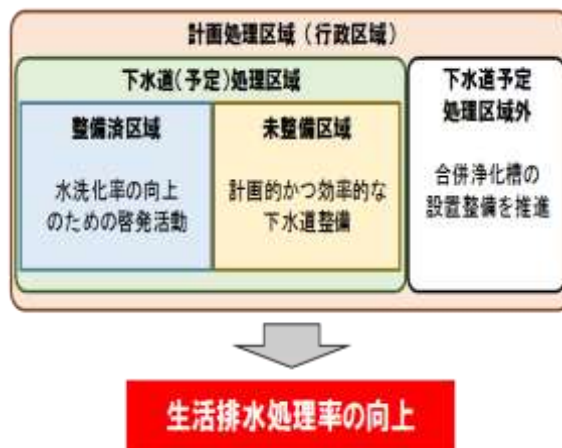 計画処理区域（行政区域）
下水道（予定）処理区域
整備済区域
水洗化率の向上
のための啓発活動
未整備区域
計画的かつ効率的な
下水道整備
下水道予定
処理区域外
合併浄化槽の
設置整備を推進
生活排水処理率の向上